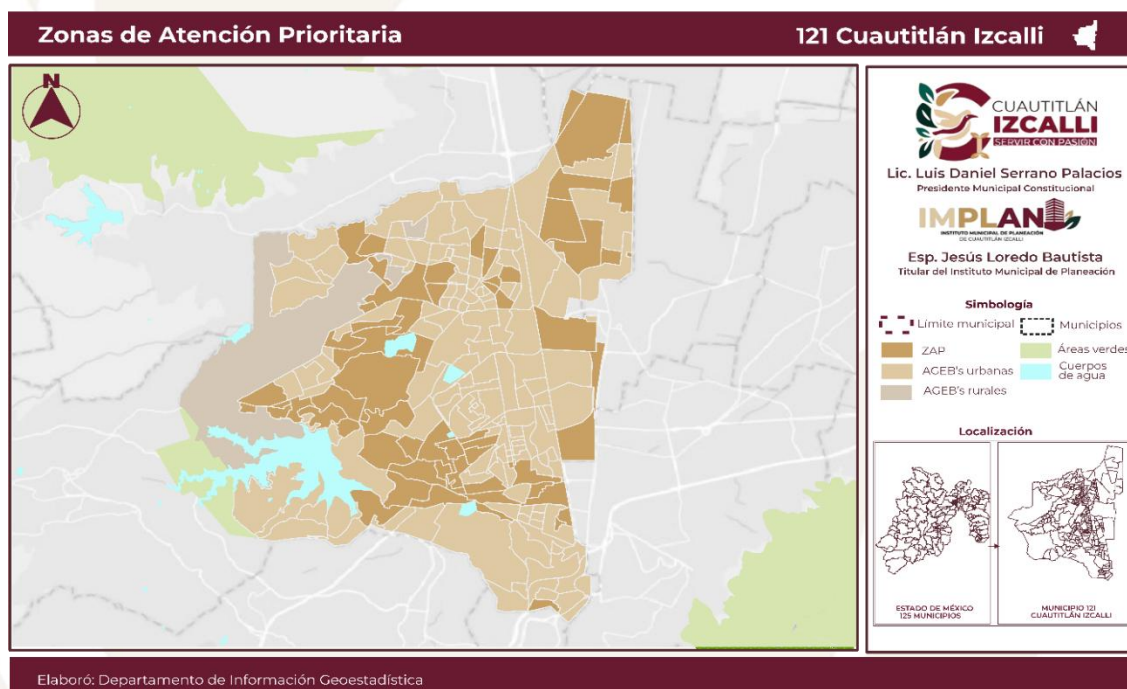 Zonas de Atención Prioritaria
121 Cuautitlán Izcalli
N
CUAUTITLÁN
IZCALLI
SERVIR CON PASIÓN
Lic. Luis Daniel Serrano Palacios
Presidente Municipal Constitucional
IMPLAN
INSTITUTO MUNICIPAL DE PLANEACIÓN
DE CUAUTITLÁN IZCALLI
Esp. Jesús Loredo Bautista
Titular del Instituto Municipal de Planeación
Simbología
Límite municipal
Municipios
ZAP
Áreas verdes
AGEB's urbanas
Cuerpos
de agua
AGEB's rurales
Localización
ESTADO DE MÉXICO
125 MUNICIPIOS
MUNICIPIO 121
CUAUTITLÁN IZCALLI
Elaboró: Departamento de Información Geoestadística